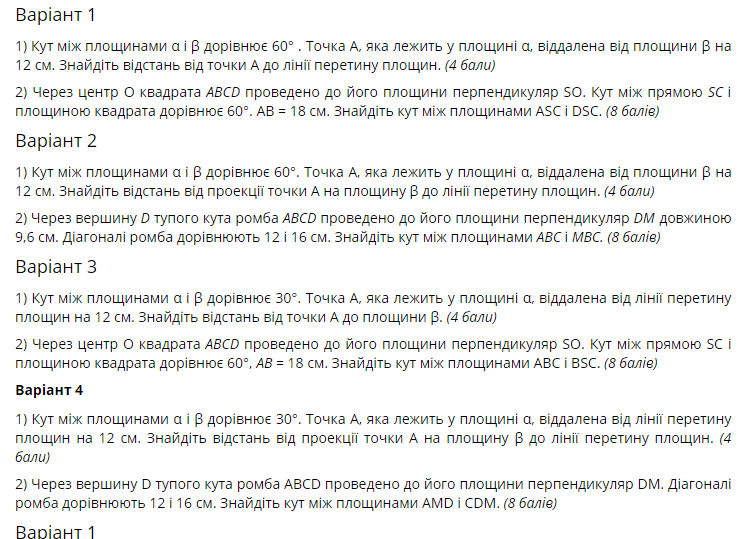 Варіант 1
1) Кут між площинами α і β дорівнює 60° . Точка А, яка лежить у площині α, віддалена від площини β на
12 см. Знайдіть відстань від точки А до лінії перетину площин. (4 бали)
2) Через центр О квадрата ABCD проведено до його площини перпендикуляр SO. Кут між прямою SC і
площиною квадрата дорівнює 60°. АВ = 18 см. Знайдіть кут між площинами ASC і DSC. (8 балів)
Варіант 2
1) Кут між площинами α і β дорівнює 60°. Точка А, яка лежить у площині α, віддалена від площини β на
12 см. Знайдіть відстань від проекції точки А на площину β до лінії перетину площин. (4 бали)
2) Через вершину D тупого кута ромба ABCD проведено до його площини перпендикуляр DM довжиною
9,6 см. Діагоналі ромба дорівнюють 12 і 16 см. Знайдіть кут між площинами ABC і MBC. (8 балів)
Варіант 3
1) Кут між площинами α і β дорівнює 30°. Точка А, яка лежить у площині α, віддалена від лінії перетину
площин на 12 см. Знайдіть відстань від точки А до площини β. (4 бали)
2) Через центр О квадрата ABCD проведено до його площини перпендикуляр SO. Кут між прямою SC і
площиною квадрата дорівнює 60°, AB = 18 см. Знайдіть кут між площинами ABC і BSC. (8 балів)
Варіант 4
1) Кут між площинами α і β дорівнює 30°. Точка А, яка лежить у площині α, віддалена від лінії перетину
площин на 12 см. Знайдіть відстань від проекції точки А на площину β до лінії перетину площин. (4
бали)
2) Через вершину D тупого кута ромба ABCD проведено до його площини перпендикуляр DM. Діагоналі
ромба дорівнюють 12 і 16 см. Знайдіть кут між площинами AMD і CDM. (8 балів)
Варіант 1